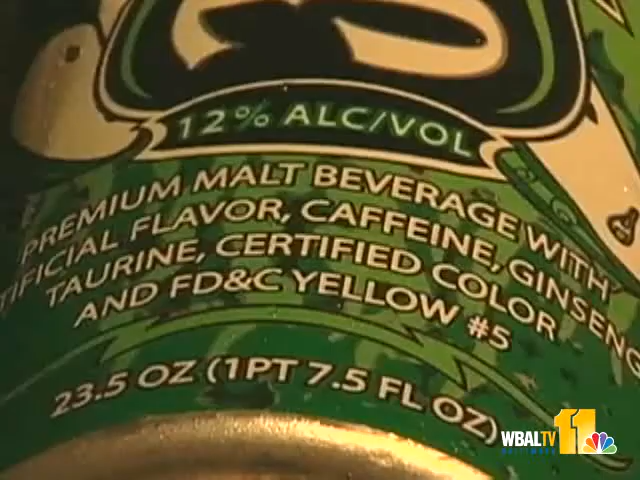 12% ALC/VOL
PREMIUM MALT BEVERAGE WITH
TIFICIAL FLAVOR, CAFFEINE, GINSENG
TAURINE, CERTIFIED COLOR
AND FD&C YELLOW #5
23.5 OZ (1PT 7.5 FL OZ)
WBALTV 11
BALTIMORE